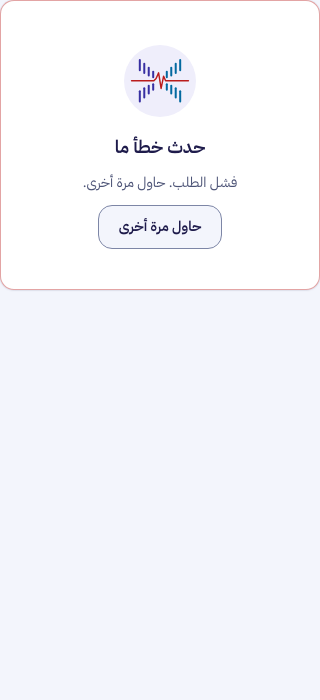 حدث خطأ ما
فشل الطلب. حاول مرة أخرى.
حاول مرة أخرى